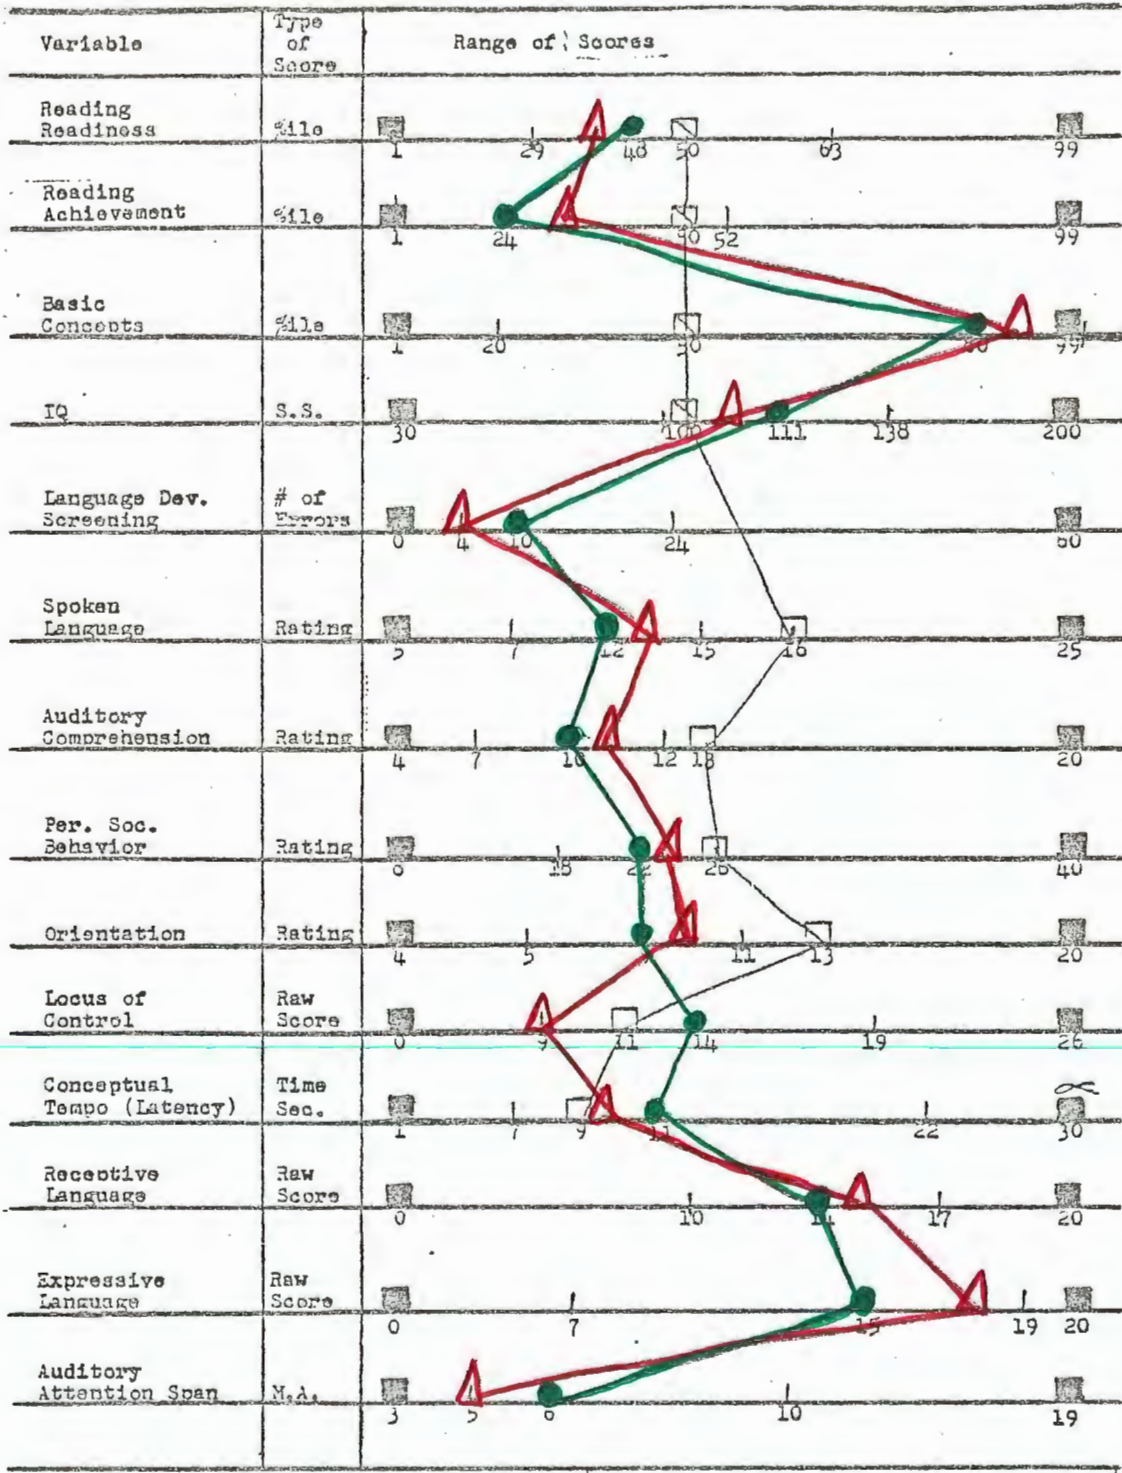 Variable
Type
of
Score
Range of Scores
Reading
Readiness
%ile
1 29 48 50 63 99
Reading
Achievement
%ile
1 24 52 99
Basic
Concepts
%ile
1 20 50 99
IQ
S.S.
30 100 111 138 200
Language Dev.
Screening
# of
Errors
0 4 10 24 60
Spoken
Language
Rating
5 7 12 15 16 25
Auditory
Comprehension
Rating
4 7 10 12 13 20
Per. Soc.
Behavior
Rating
18 22 40
Orientation
Rating
4 5 11 13 20
Locus of
Control
Raw
Score
0 9 11 14 19 26
Conceptual
Tempo (Latency)
Time
Sec.
1 7 9 22 30
Receptive
Language
Raw
Score
0 10 14 17 20
Expressive
Language
Raw
Score
0 7 15 19 20
Auditory
Attention Span
M.A.
3 5 6 10 19